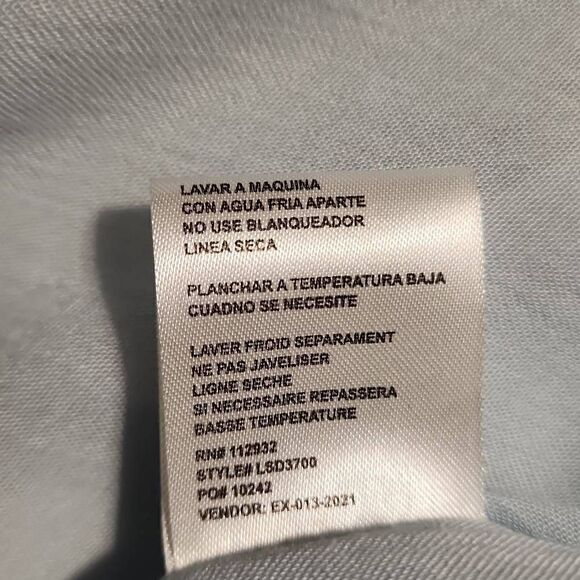 LAVAR A MAQUINA
CON AGUA FRIA APARTE
NO USE BLANQUEADOR
LINEA SECA
PLANCHAR A TEMPERATURA BAJA
CUADNO SE NECESITE
LAVER FROID SEPARAMENT
NE PAS JAVELISER
LIGNE SECHE
SI NECESSAIRE REPASSERA
BASSE TEMPERATURE
RN# 112932
STYLE# LSD3700
PO# 10242
VENDOR: EX-013-2021